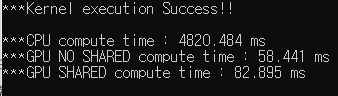 ***Kernel execution Success!!
***CPU compute time : 4820.484 ms
***GPU NO SHARED compute time : 58.441 ms
***GPU SHARED compute time : 82.895 ms